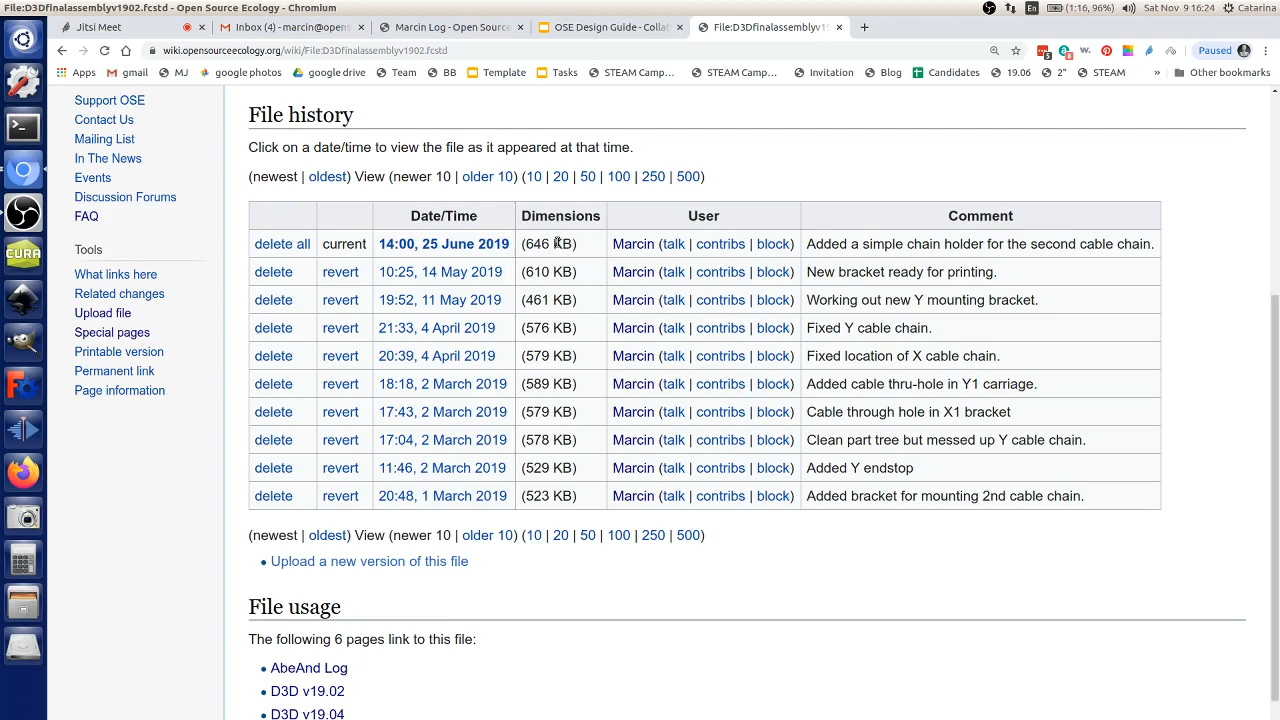 File:D3Dfinalassemblyv1902.fcstd - Open Source Ecology - Chromium
En (1:16, 96%) Sat Nov 9 16:24 Catarina
Jitsi Meet × Inbox (40) - marcin@opens × Marcin Log - Open Source × OSE Design Guide - Collab × File:D3Dfinalassemblyv1 × +
wiki.opensourceecology.org/wiki/File:D3Dfinalassemblyv1902.fcstd Paused
Apps gmail MJ google photos google drive Team D Template Tasks STEAM Camp... STEAM Camp... Invitation Blog Candidates 19.06 2" STEAM » Other bookmarks
Support OSE
Contact Us
Mailing List
In The News
Events
Discussion Forums
FAQ
Tools
What links here
Related changes
Upload file
Special pages
Printable version
Permanent link
Page information
File history
Click on a date/time to view the file as it appeared at that time.
(newest | oldest) View (newer 10 | older 10) (10 | 20 | 50 | 100 | 250 | 500)
Date/Time Dimensions User Comment
delete all current 14:00, 25 2019 (646 KB) Marcin (talk | contribs | block) Added a simple chain holder for the second cable chain.
delete revert 10:25, 14 May 2019 (610 KB) Marcin (talk | contribs | block) New bracket ready for printing.
delete revert 19:52, 11 May 2019 (461 KB) Marcin (talk | contribs | block) Working out new Y mounting bracket.
delete revert 21:33, 4 April 2019 (576 KB) Marcin (talk | contribs | block) Fixed Y cable chain.
delete revert 20:39, 4 April 2019 (579 KB) Marcin (talk | contribs | block) Fixed location of X cable chain.
delete revert 18:18, 2 March 2019 (589 KB) Marcin (talk | contribs | block) Added cable thru-hole in Y1 carriage.
delete revert 17:43, 2 March 2019 (579 KB) Marcin (talk | contribs | block) Cable through hole in X1 bracket
delete revert 17:04, 2 March 2019 (578 KB) Marcin (talk | contribs | block) Clean part tree but messed up Y cable chain.
delete revert 11:46, 2 March 2019 (529 KB) Marcin (talk | contribs | block) Added Y endstop
delete revert 20:48, 1 March 2019 (523 KB) Marcin (talk | contribs | block) Added bracket for mounting 2nd cable chain.
(newest | oldest) View (newer 10 | older 10) (10 | 20 | 50 | 100 | 250 | 500)
• Upload a new version of this file
File usage
The following 6 pages link to this file:
• AbeAnd Log
• D3D v19.02
• D3D v19.04